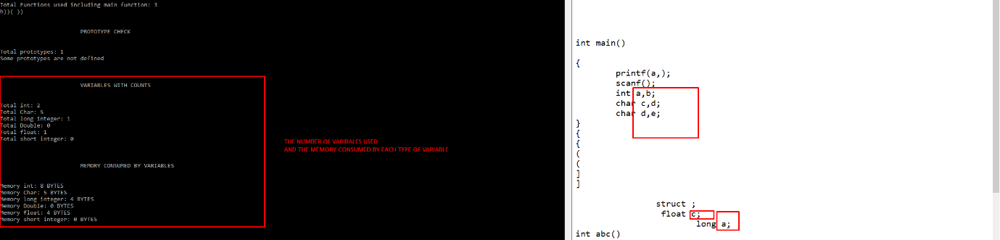 Total Functions used including main function: 3
h))( ))
PROTOTYPE CHECK
Total prototypes: 1
Some prototypes are not defined
VARIABLES WITH COUNTS
Total int: 2
Total Char: 5
Total long integer: 1
Total Double: 0
Total float: 1
Total short integer: 0
MEMORY CONSUMED BY VARIABLES
Memory int: 8 BYTES
Memory Char: 5 BYTES
Memory long integer: 4 BYTES
Memory Double: 0 BYTES
Memory float: 4 BYTES
Memory short integer: 0 BYTES
THE NUMBER OF VARIBALES USED
AND THE MEMORY CONSUMED BY EACH TYPE OF VARIABLE
int main()
{
printf(a,);
scanf();
int a,b;
char c,d;
char d,e;
}
{
{
(
(
]
]
struct ;
float c;
long a;
int abc()